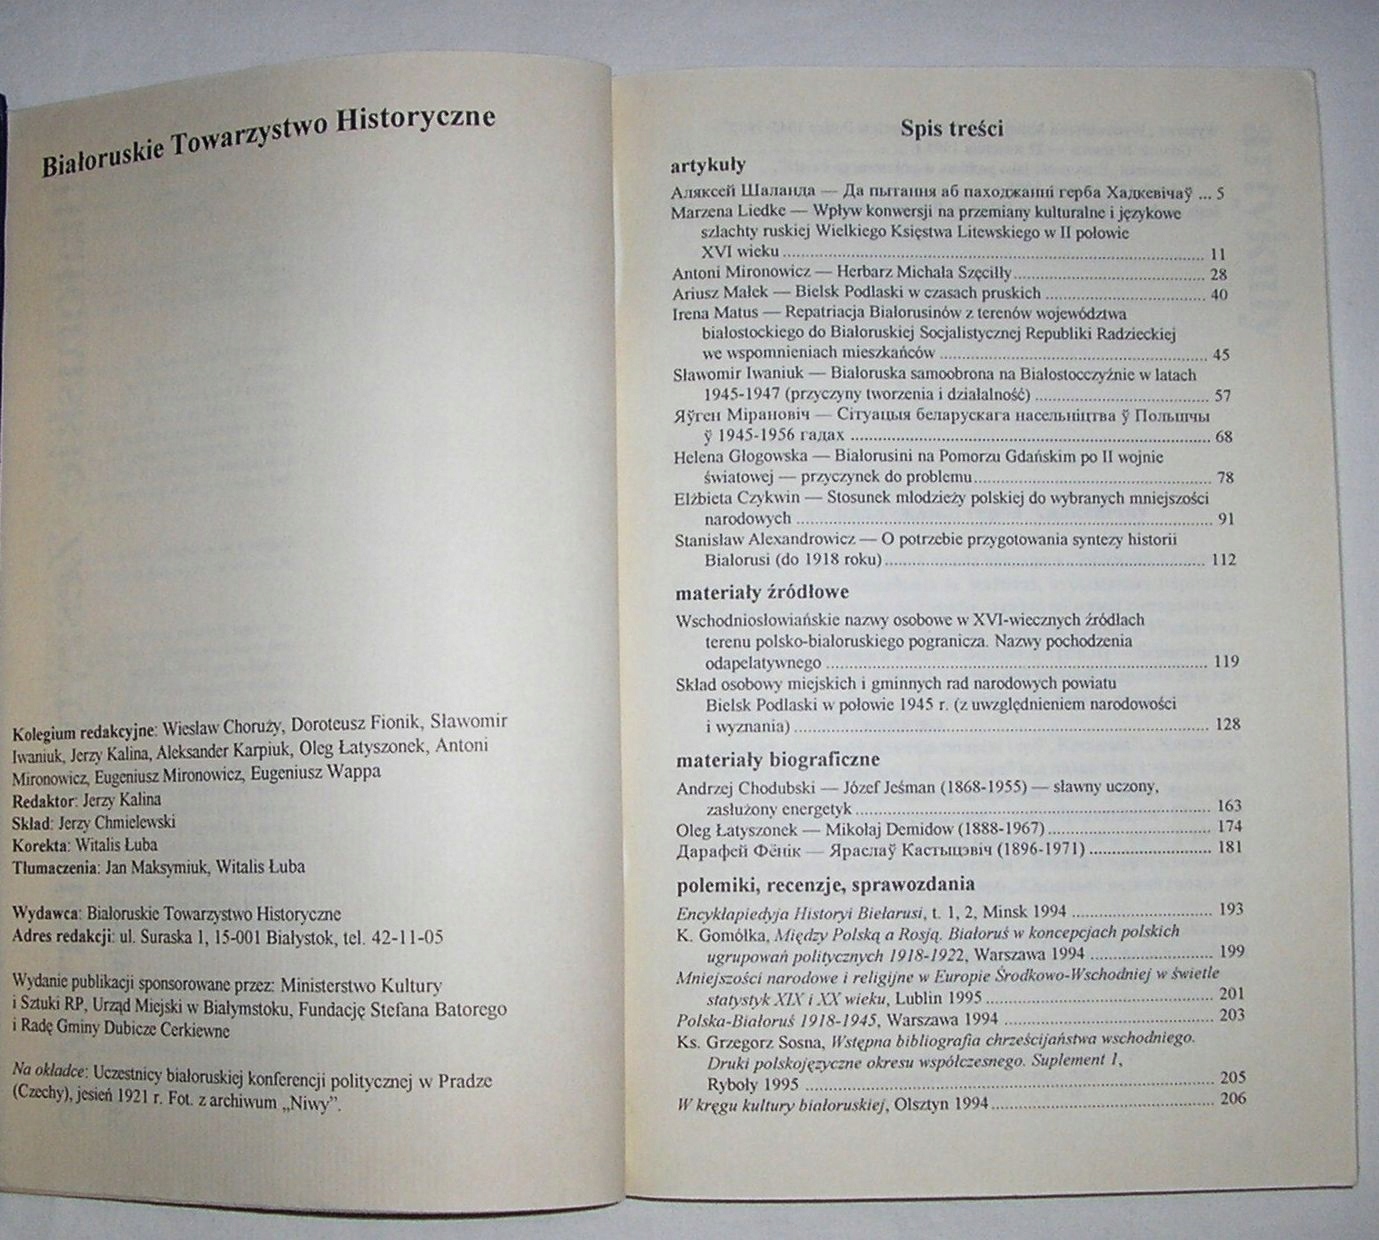 Białoruskie Towarzystwo Historyczne
Kolegium redakcyjne: Wiesław Choruży, Doroteusz Fionik, Sławomir
Iwaniuk, Jerzy Kalina, Aleksander Karpiuk, Oleg Łatyszonek, Antoni
Mironowicz, Eugeniusz Mironowicz, Eugeniusz Wappa
Redaktor: Jerzy Kalina
Skład: Jerzy Chmielewski
Korekta: Witalis Łuba
Tłumaczenia: Jan Maksymiuk, Witalis Łuba
Wydawca: Białoruskie Towarzystwo Historyczne
Adres redakcji: ul. Suraska 1, 15-001 Białystok, tel. 42-11-05
Wydanie publikacji sponsorowane przez: Ministerstwo Kultury
i Sztuki RP, Urząd Miejski w Białymstoku, Fundację Stefana Batorego
i Radę Gminy Dubicze Cerkiewne
Na okładce: Uczestnicy białoruskiej konferencji politycznej w Pradze
(Czechy), jesień 1921 r. Fot. z archiwum „Niwy”.
Spis treści
artykuły
Аляксей Шаланда — Да пытання аб паходжанні герба Хадкевічаў ... 5
Marzena Liedke — Wpływ konwersji na przemiany kulturalne i językowe
szlachty ruskiej Wielkiego Księstwa Litewskiego w II połowie
XVI wieku ... 11
Antoni Mironowicz — Herbarz Michała Szęciłły ... 28
Ariusz Małek — Bielsk Podlaski w czasach pruskich ... 40
Irena Matus — Repatriacja Białorusinów z terenów województwa
białostockiego do Białoruskiej Socjalistycznej Republiki Radzieckiej
we wspomnieniach mieszkańców ... 45
Sławomir Iwaniuk — Białoruska samoobrona na Białostocczyźnie w latach
1945-1947 (przyczyny tworzenia i działalność) ... 57
Яўген Мірановіч — Сітуацыя беларускага насельніцтва ў Польшчы
ў 1945-1956 гадах ... 68
Helena Głogowska — Białorusini na Pomorzu Gdańskim po II wojnie
światowej — przyczynek do problemu ... 78
Elżbieta Czykwin — Stosunek młodzieży polskiej do wybranych mniejszości
narodowych ... 91
Stanisław Alexandrowicz — O potrzebie przygotowania syntezy historii
Białorusi (do 1918 roku) ... 112
materiały źródłowe
Wschodniosłowiańskie nazwy osobowe w XVI-wiecznych źródłach
terenu polsko-białoruskiego pogranicza. Nazwy pochodzenia
odapelatywnego ... 119
Skład osobowy miejskich i gminnych rad narodowych powiatu
Bielsk Podlaski w połowie 1945 r. (z uwzględnieniem narodowości
i wyznania) ... 128
materiały biograficzne
Andrzej Chodubski — Józef Jeśman (1868-1955) — sławny uczony,
zasłużony energetyk ... 163
Oleg Łatyszonek — Mikołaj Demidow (1888-1967) ... 174
Дарафей Фёнік — Яраслаў Кастыцэвіч (1896-1971) ... 181
polemiki, recenzje, sprawozdania
Encykłapiedyja Historyi Biełarusi, t. 1, 2, Minsk 1994 ... 193
K. Gomółka, Między Polską a Rosją. Białoruś w koncepcjach polskich
ugrupowań politycznych 1918-1922, Warszawa 1994 ... 199
Mniejszości narodowe i religijne w Europie Środkowo-Wschodniej w świetle
statystyk XIX i XX wieku, Lublin 1995 ... 201
Polska-Białoruś 1918-1945, Warszawa 1994 ... 203
Ks. Grzegorz Sosna, Wstępna bibliografia chrześcijaństwa wschodniego.
Druki polskojęzyczne okresu współczesnego. Suplement 1,
Ryboły 1995 ... 205
W kręgu kultury białoruskiej, Olsztyn 1994 ... 206